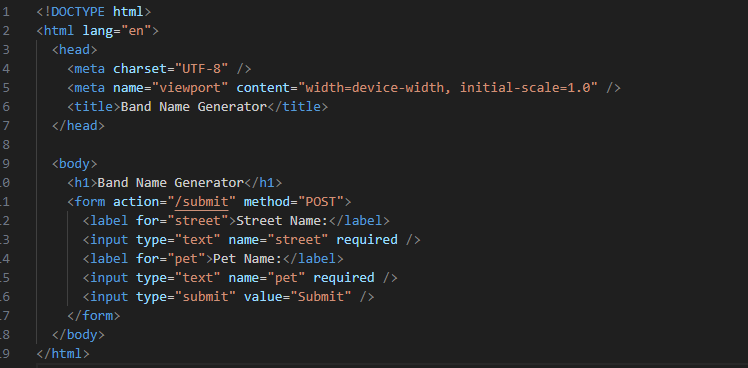 1 <!DOCTYPE html>
2 <html lang="en">
3   <head>
4     <meta charset="UTF-8" />
5     <meta name="viewport" content="width=device-width, initial-scale=1.0" />
6     <title>Band Name Generator</title>
7   </head>
8
9   <body>
10     <h1>Band Name Generator</h1>
11     <form action="/submit" method="POST">
12       <label for="street">Street Name:</label>
13       <input type="text" name="street" required />
14       <label for="pet">Pet Name:</label>
15       <input type="text" name="pet" required />
16       <input type="submit" value="Submit" />
17     </form>
18   </body>
19 </html>